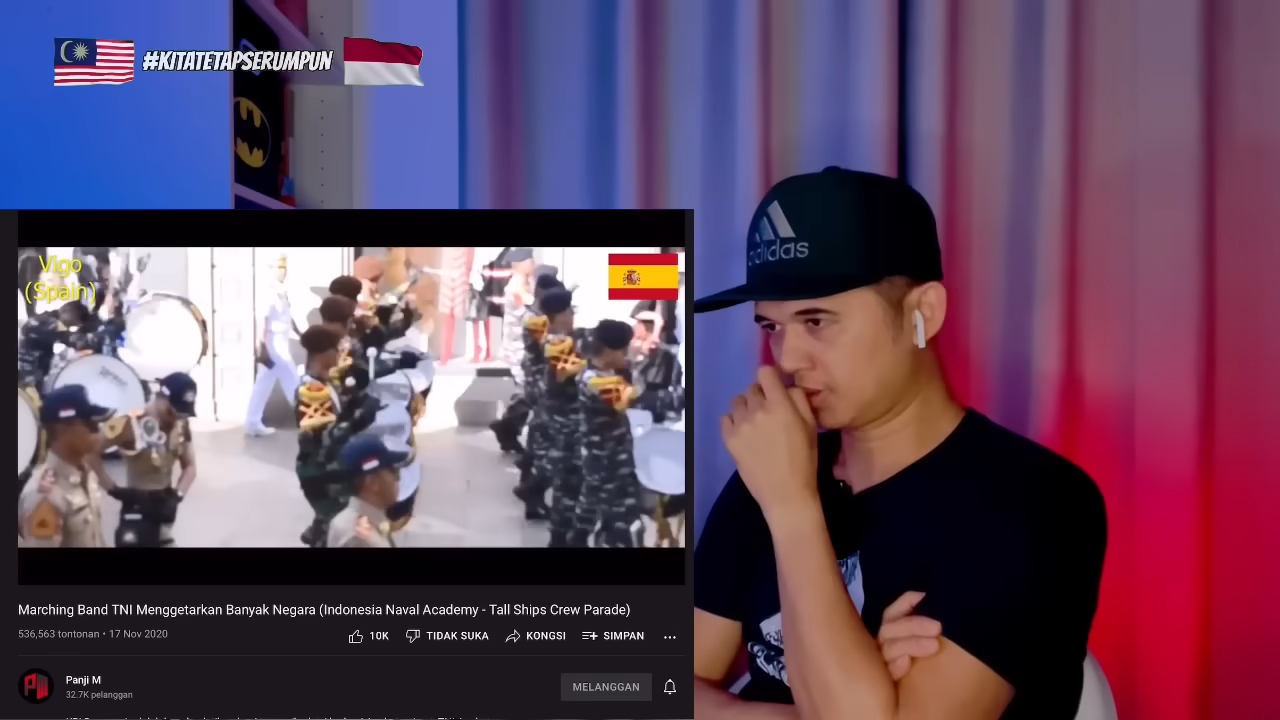 #KITATETAPSERUMPUN
adidas
Vigo
(Spain)
Marching Band TNI Menggetarkan Banyak Negara (Indonesia Naval Academy - Tall Ships Crew Parade)
536,563 tontonan • 17 Nov 2020
10K
TIDAK SUKA
KONGSI
SIMPAN
Panji M
32.7K pelanggan
MELANGGAN